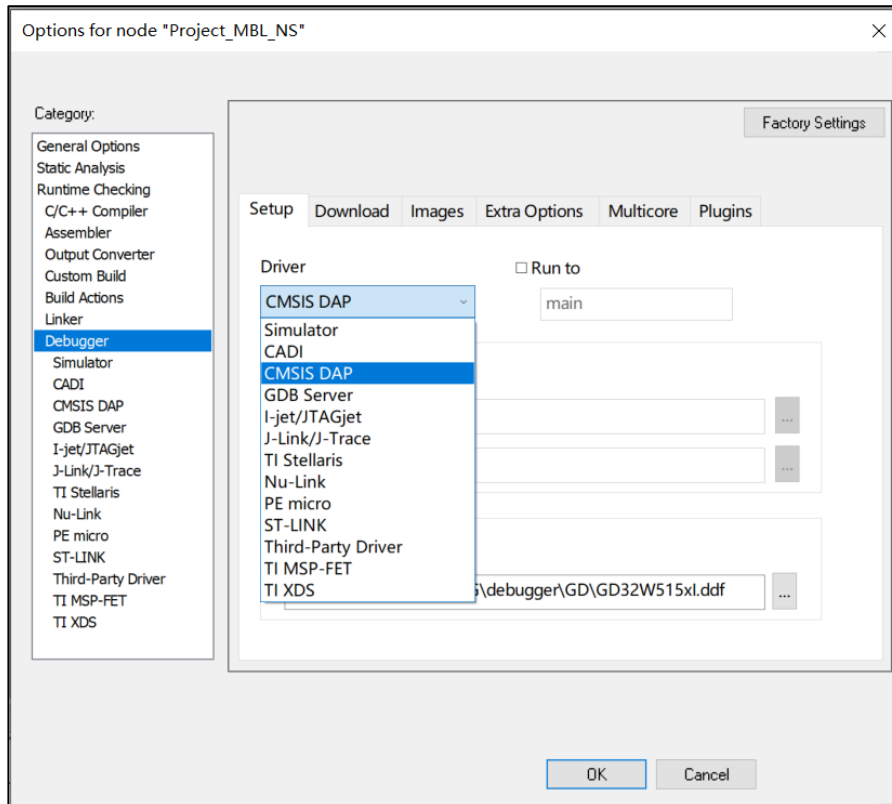 Options for node "Project_MBL_NS"
Category:
General Options
Static Analysis
Runtime Checking
C/C++ Compiler
Assembler
Output Converter
Custom Build
Build Actions
Linker
Debugger
Simulator
CADI
CMSIS DAP
GDB Server
I-jet/JTAGjet
J-Link/J-Trace
TI Stellaris
Nu-Link
PE micro
ST-LINK
Third-Party Driver
TI MSP-FET
TI XDS
Factory Settings
Setup Download Images Extra Options Multicore Plugins
Driver
Run to
CMSIS DAP
main
Simulator
CADI
CMSIS DAP
GDB Server
I-jet/JTAGjet
J-Link/J-Trace
TI Stellaris
Nu-Link
PE micro
ST-LINK
Third-Party Driver
TI MSP-FET
TI XDS
...
...
\debugger\GD\GD32W515xl.ddf
...
OK Cancel